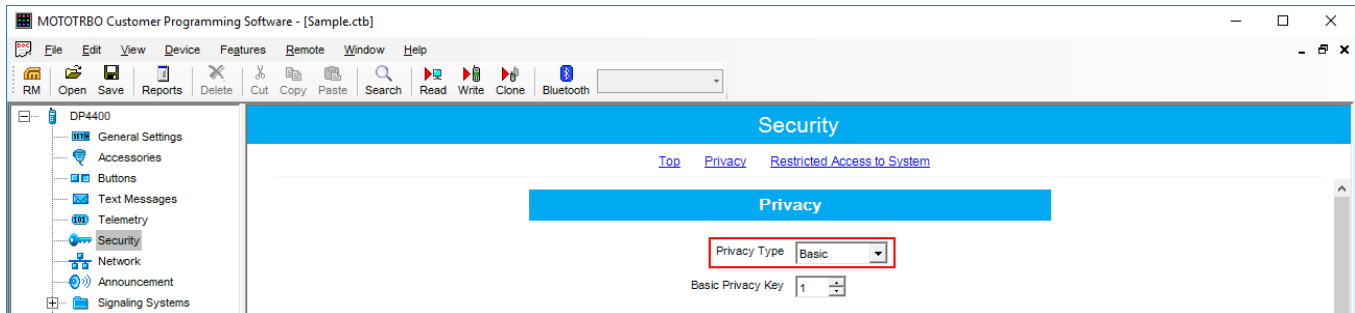 MOTOTRBO Customer Programming Software - [Sample.ctb]
File Edit View Device Features Remote Window Help
RM Open Save Reports Delete Cut Copy Paste Search Read Write Clone Bluetooth
DP4400
General Settings
Accessories
Buttons
Text Messages
Telemetry
Security
Network
Announcement
Signaling Systems
Security
Top Privacy Restricted Access to System
Privacy
Privacy Type Basic
Basic Privacy Key 1